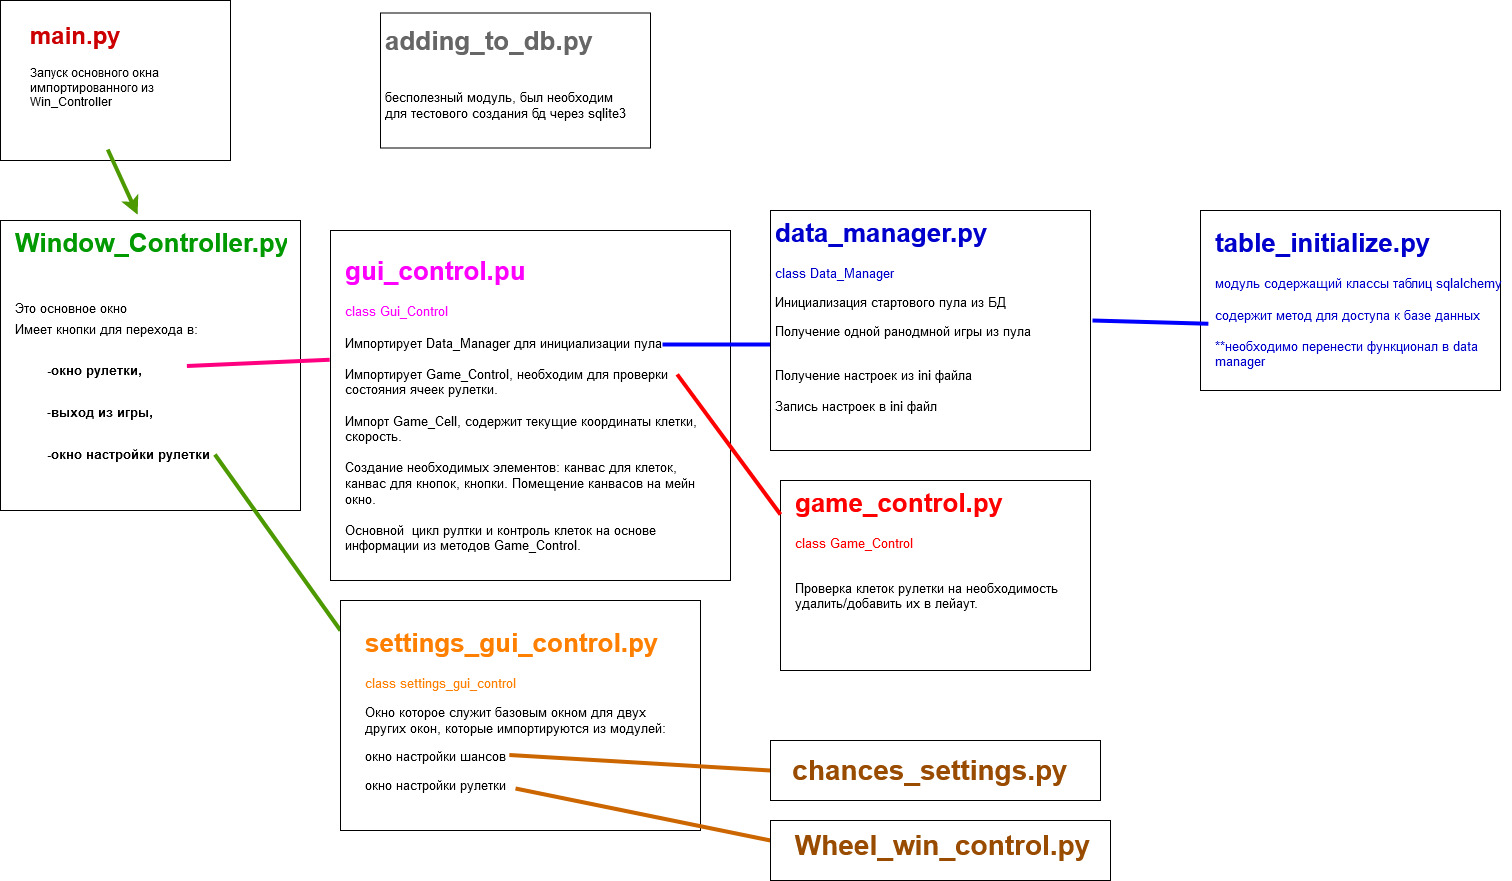 main.py
Запуск основного окна
импортированного из
Win_Controller
adding_to_db.py
бесполезный модуль, был необходим
для тестового создания бд через sqlite3
Window_Controller.py
Это основное окно
Имеет кнопки для перехода в:
-окно рулетки,
-выход из игры,
-окно настройки рулетки
gui_control.pu
class Gui_Control
Импортирует Data_Manager для инициализации пула
Импортирует Game_Control, необходим для проверки
состояния ячеек рулетки.
Импорт Game_Cell, содержит текущие координаты клетки,
скорость.
Создание необходимых элементов: канвас для клеток,
канвас для кнопок, кнопки. Помещение канвасов на мейн
окно.
Основной цикл рултки и контроль клеток на основе
информации из методов Game_Control.
data_manager.py
class Data_Manager
Инициализация стартового пула из БД
Получение одной ранодмной игры из пула
Получение настроек из ini файла
Запись настроек в ini файл
table_initialize.py
модуль содержащий классы таблиц sqlalchemy
содержит метод для доступа к базе данных
**необходимо перенести функционал в data
manager
game_control.py
class Game_Control
Проверка клеток рулетки на необходимость
удалить/добавить их в лейаут.
settings_gui_control.py
class settings_gui_control
Окно которое служит базовым окном для двух
других окон, которые импортируются из модулей:
окно настройки шансов
окно настройки рулетки
chances_settings.py
Wheel_win_control.py